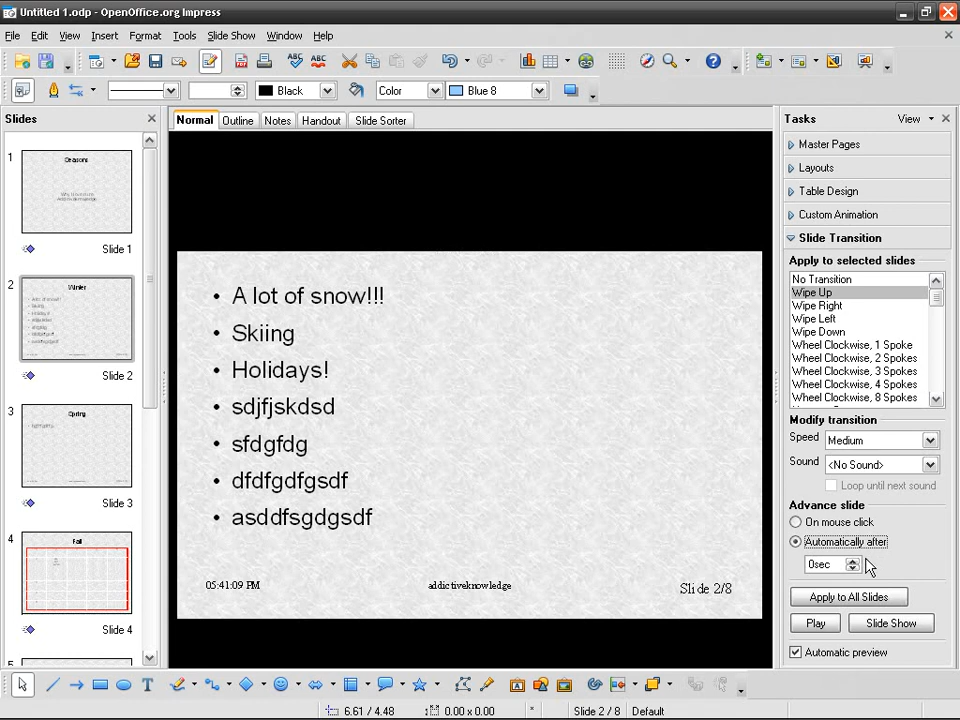 Untitled 1.odp - OpenOffice.org Impress
File Edit View Insert Format Tools Slide Show Window Help
Black Color Blue 8
Slides
Normal Outline Notes Handout Slide Sorter
Tasks View
1
Slide 1
2
Winter
Slide 2
3
Spring
Slide 3
4
Fall
Slide 4
A lot of snow!!!
Skiing
Holidays!
sdjfjskdsd
sfdgfdg
dfdfgdfgsdf
asddfsgdgsdf
05:41:09 PM addictiveknowledge Slide 2/8
Master Pages
Layouts
Table Design
Custom Animation
Slide Transition
Apply to selected slides
No Transition
Wipe Up
Wipe Right
Wipe Left
Wipe Down
Wheel Clockwise, 1 Spoke
Wheel Clockwise, 2 Spokes
Wheel Clockwise, 3 Spokes
Wheel Clockwise, 4 Spokes
Wheel Clockwise, 8 Spokes
Modify transition
Speed Medium
Sound <No Sound>
Loop until next sound
Advance slide
On mouse click
Automatically after
0sec
Apply to All Slides
Play Slide Show
Automatic preview
6.61 / 4.48 0.00 x 0.00 * Slide 2 / 8 Default